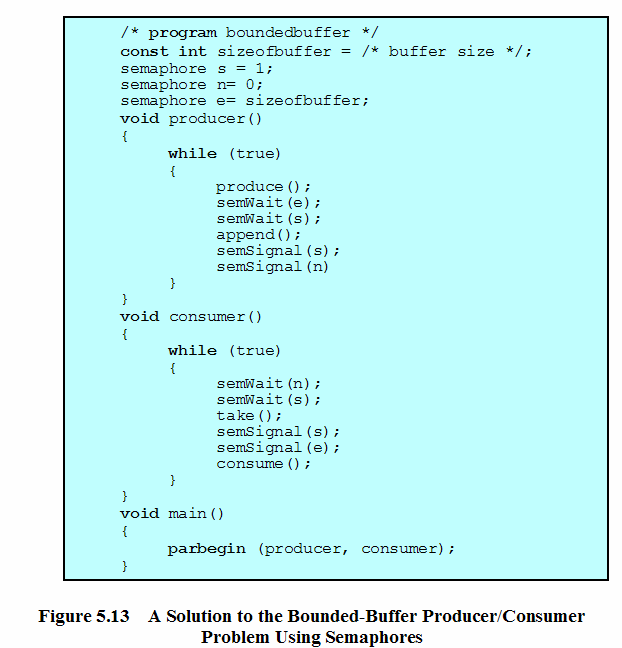 /* program boundedbuffer */
const int sizeofbuffer = /* buffer size */;
semaphore s = 1;
semaphore n= 0;
semaphore e= sizeofbuffer;
void producer()
{
while (true)
{
produce();
semWait(e);
semWait(s);
append();
semSignal(s);
semSignal(n)
}
}
void consumer()
{
while (true)
{
semWait(n);
semWait(s);
take();
semSignal(s);
semSignal(e);
consume();
}
}
void main()
{
parbegin (producer, consumer);
}
Figure 5.13 A Solution to the Bounded-Buffer Producer/Consumer
Problem Using Semaphores